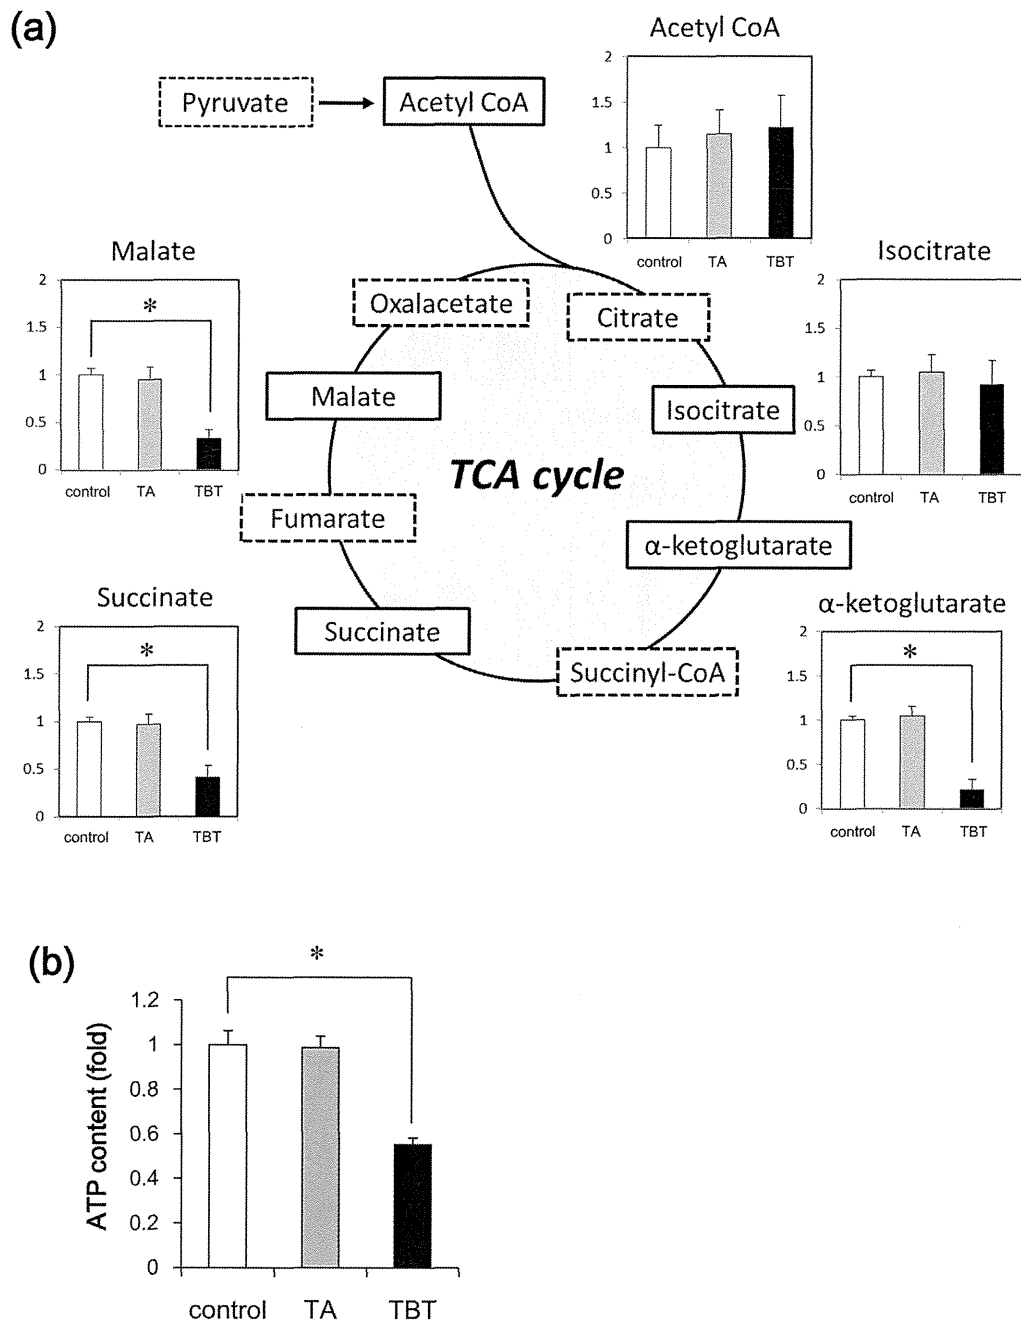 (a)
Acetyl CoA
2
1.5
1
0.5
0
control TA TBT
Pyruvate
Acetyl CoA
Malate
2
1.5
1
0.5
0
*
control TA TBT
Isocitrate
2
1.5
1
0.5
0
control TA TBT
Oxalacetate
Citrate
Malate
Isocitrate
TCA cycle
Fumarate
α-ketoglutarate
Succinate
Succinyl-CoA
Succinate
2
1.5
1
0.5
0
*
control TA TBT
α-ketoglutarate
2
1.5
1
0.5
0
*
control TA TBT
(b)
*
ATP content (fold)
1.2
1
0.8
0.6
0.4
0.2
0
control TA TBT